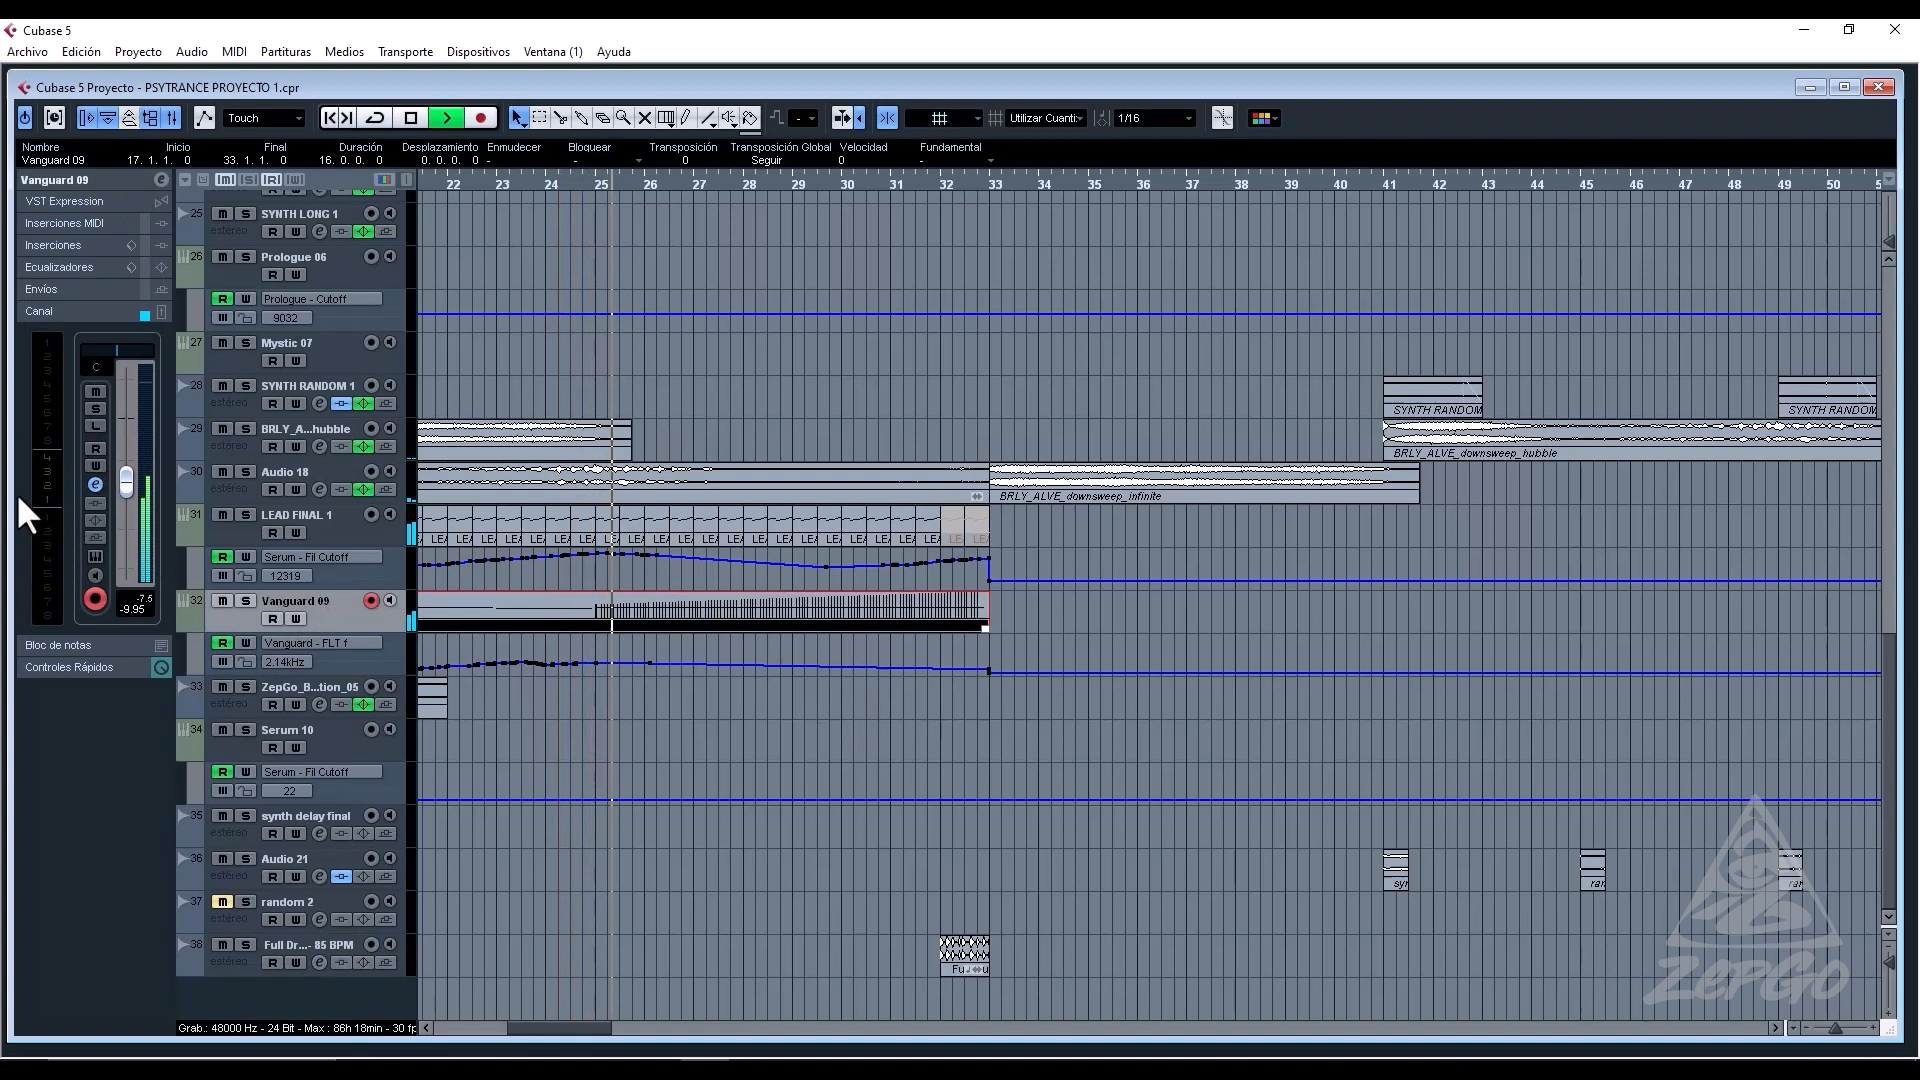 Cubase 5
Archivo Edición Proyecto Audio MIDI Partituras Medios Transporte Dispositivos Ventana (1) Ayuda
Cubase 5 Proyecto - PSYTRANCE PROYECTO 1.cpr
Touch Utilizar Cuanti: 1/16
Nombre Inicio Final Duración Desplazamiento Enmudecer Bloquear Transposición Transposición Global Velocidad Fundamental
Vanguard 09 17. 1. 1. 0 33. 1. 1. 0 16. 0. 0. 0 0. 0. 0. 0 - - 0 Seguir 0 -
Vanguard 09
22 23 24 25 26 27 28 29 30 31 32 33 34 35 36 37 38 39 40 41 42 43 44 45 46 47 48 49 50
VST Expression
Inserciones MIDI
Inserciones
Ecualizadores
Envíos
Canal
C
-7.5
-9.95
Bloc de notas
Controles Rápidos
25 m S SYNTH LONG 1
estéreo R W
26 m S Prologue 06
R W
R W Prologue - Cutoff
9032
27 m S Mystic 07
R W
28 m S SYNTH RANDOM 1
estéreo R W
SYNTH RANDOM SYNTH RANDOM
29 m S BRLY_A...hubble
estéreo R W
BRLY_ALVE_downsweep_hubble
30 m S Audio 18
estéreo R W
BRLY_ALVE_downsweep_infinite
31 m S LEAD FINAL 1
R W
R W Serum - Fil Cutoff
12319
32 m S Vanguard 09
R W
R W Vanguard - FLT f
2.14kHz
33 m S ZepGo_B...tion_05
estéreo R W
34 m S Serum 10
R W
R W Serum - Fil Cutoff
22
35 m S synth delay final
estéreo R W
36 m S Audio 21
estéreo R W
37 m S random 2
estéreo R W
38 m S Full Dr...- 85 BPM
estéreo R W
ZEPGO
Grab.: 48000 Hz - 24 Bit - Max : 86h 18min - 30 fp